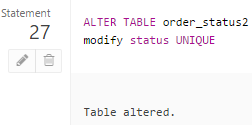 Statement
27
ALTER TABLE order_status2
modify status UNIQUE
Table altered.